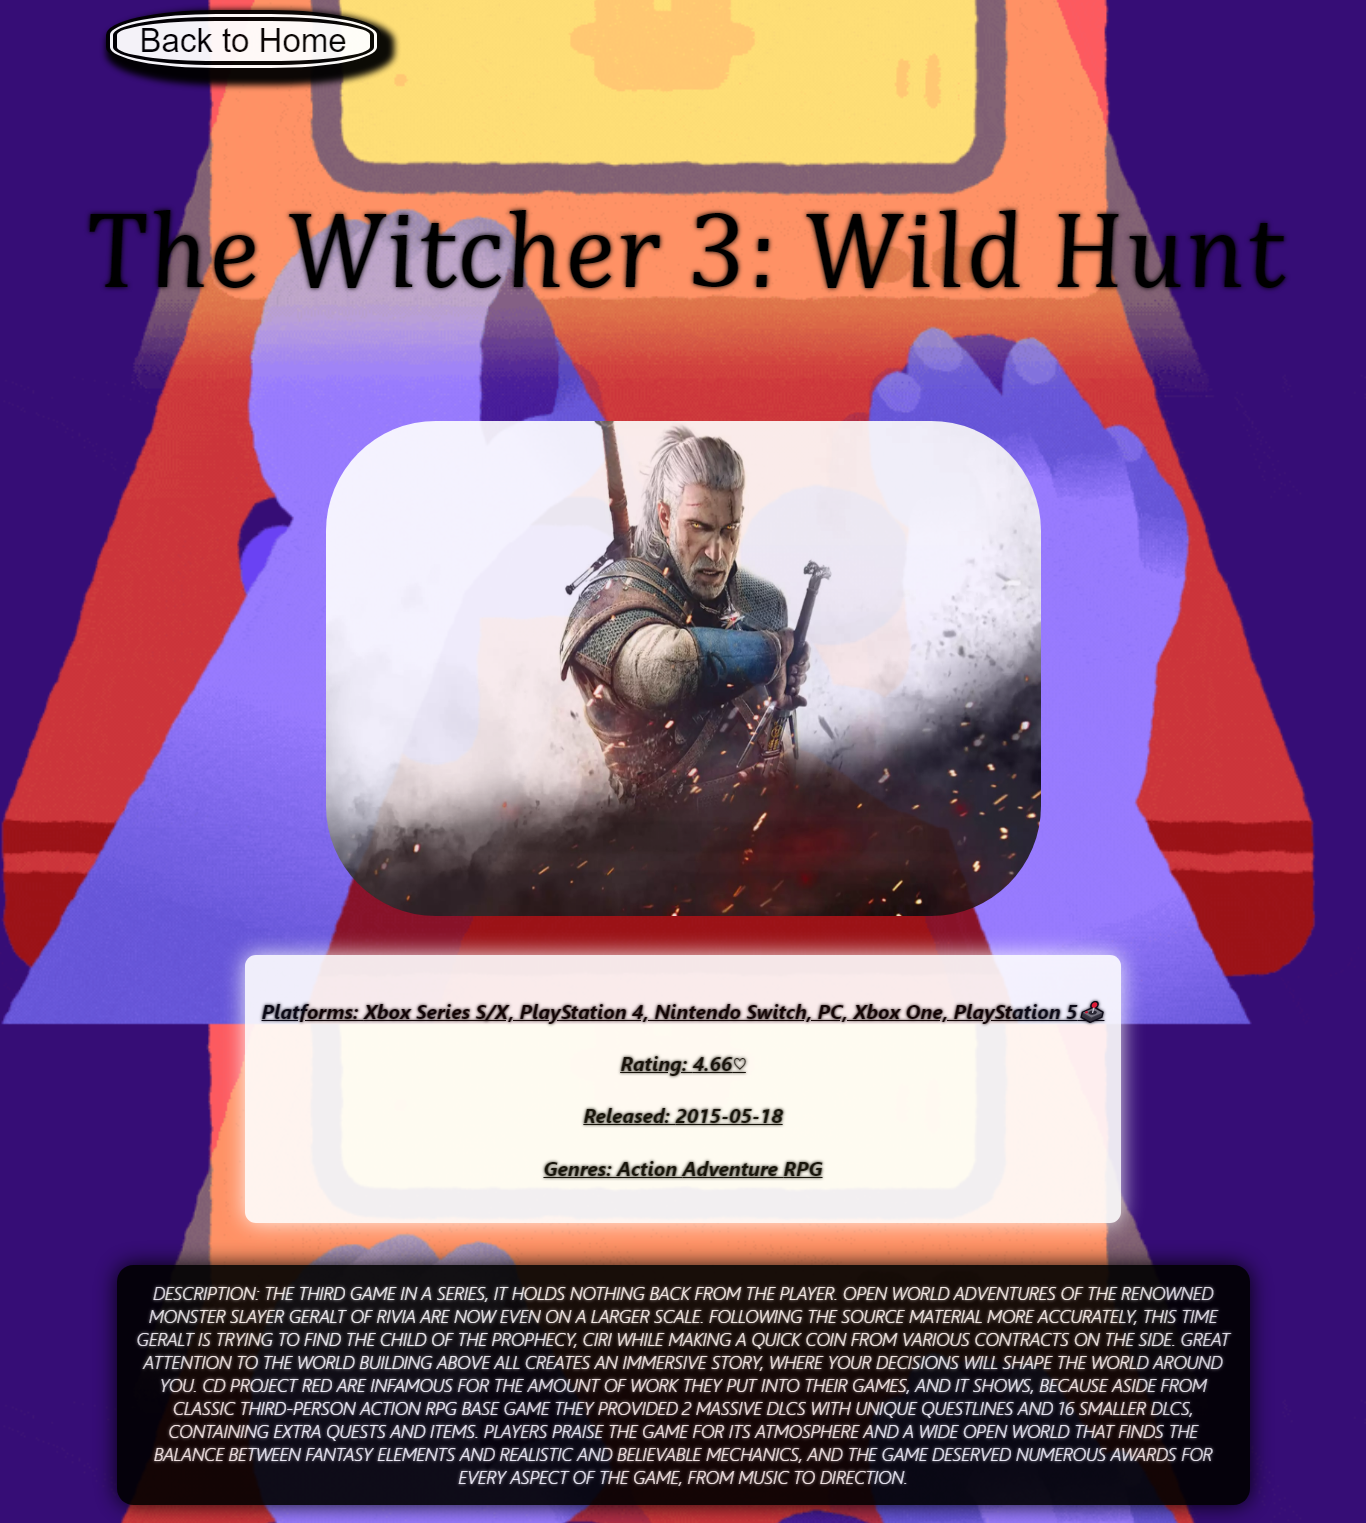 Back to Home
The Witcher 3: Wild Hunt
Platforms: Xbox Series S/X, PlayStation 4, Nintendo Switch, PC, Xbox One, PlayStation 5🕹️
Rating: 4.66♡
Released: 2015-05-18
Genres: Action Adventure RPG
DESCRIPTION: THE THIRD GAME IN A SERIES, IT HOLDS NOTHING BACK FROM THE PLAYER. OPEN WORLD ADVENTURES OF THE RENOWNED
MONSTER SLAYER GERALT OF RIVIA ARE NOW EVEN ON A LARGER SCALE. FOLLOWING THE SOURCE MATERIAL MORE ACCURATELY, THIS TIME
GERALT IS TRYING TO FIND THE CHILD OF THE PROPHECY, CIRI WHILE MAKING A QUICK COIN FROM VARIOUS CONTRACTS ON THE SIDE. GREAT
ATTENTION TO THE WORLD BUILDING ABOVE ALL CREATES AN IMMERSIVE STORY, WHERE YOUR DECISIONS WILL SHAPE THE WORLD AROUND
YOU. CD PROJECT RED ARE INFAMOUS FOR THE AMOUNT OF WORK THEY PUT INTO THEIR GAMES, AND IT SHOWS, BECAUSE ASIDE FROM
CLASSIC THIRD-PERSON ACTION RPG BASE GAME THEY PROVIDED 2 MASSIVE DLCS WITH UNIQUE QUESTLINES AND 16 SMALLER DLCS,
CONTAINING EXTRA QUESTS AND ITEMS. PLAYERS PRAISE THE GAME FOR ITS ATMOSPHERE AND A WIDE OPEN WORLD THAT FINDS THE
BALANCE BETWEEN FANTASY ELEMENTS AND REALISTIC AND BELIEVABLE MECHANICS, AND THE GAME DESERVED NUMEROUS AWARDS FOR
EVERY ASPECT OF THE GAME, FROM MUSIC TO DIRECTION.